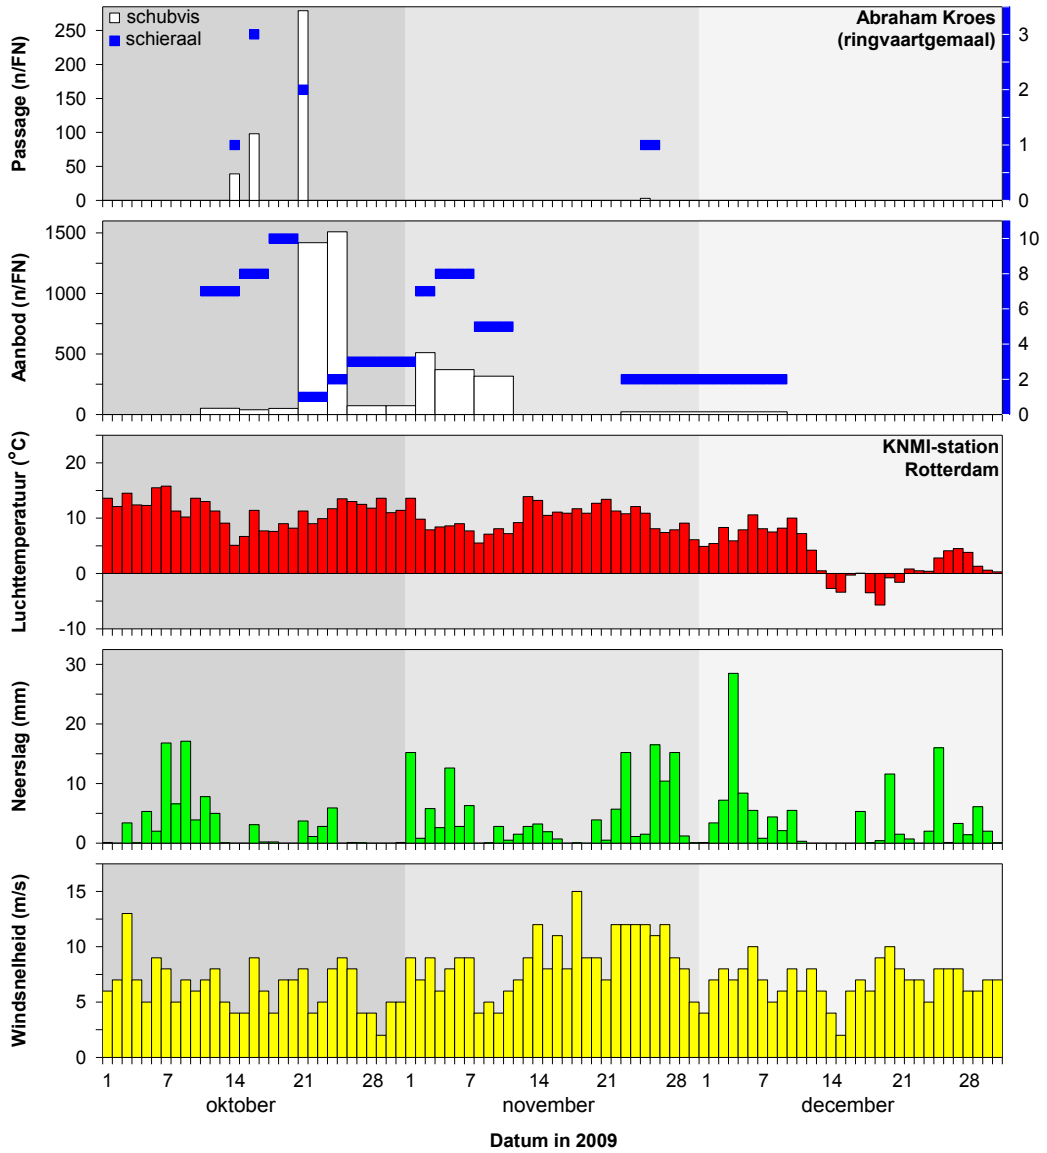 schubvis
schieraal
Abraham Kroes
(ringvaartgemaal)
Passage (n/FN)
250
200
150
100
50
0
3
2
1
0
Aanbod (n/FN)
1500
1000
500
0
10
8
6
4
2
0
KNMI-station
Rotterdam
Luchttemperatuur (°C)
20
10
0
-10
Neerslag (mm)
30
20
10
0
Windsnelheid (m/s)
15
10
5
0
1 7 14 21 28 1 7 14 21 28 1 7 14 21 28
oktober november december
Datum in 2009